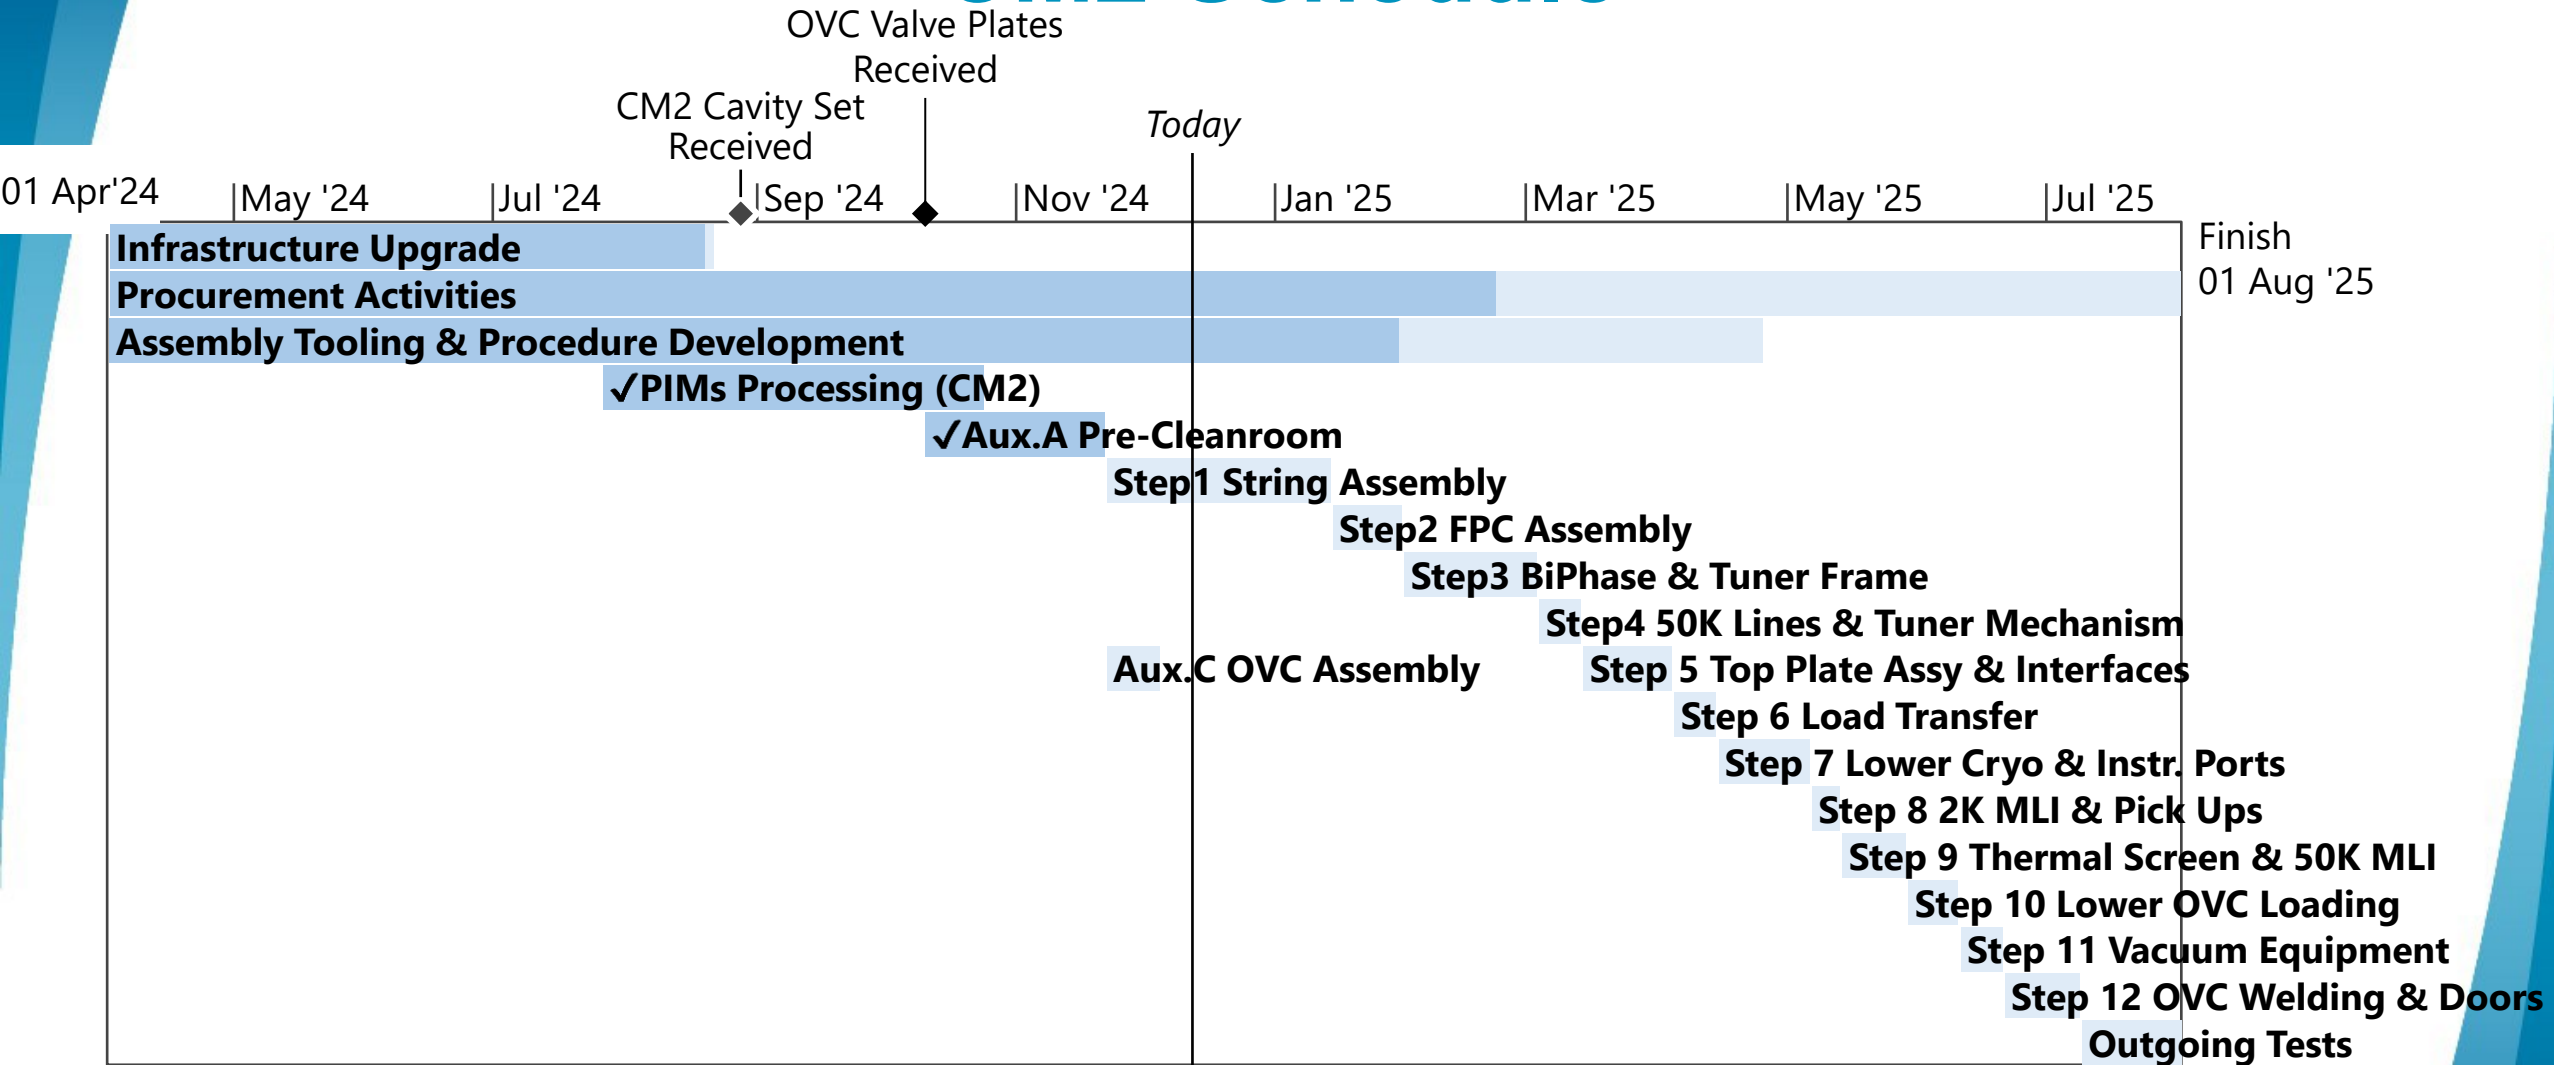 CM2 Schedule
OVC Valve Plates
Received
CM2 Cavity Set
Received
Today
01 Apr'24
May '24
Jul '24
Sep '24
Nov '24
Jan '25
Mar '25
May '25
Jul '25
Finish
01 Aug '25
Infrastructure Upgrade
Procurement Activities
Assembly Tooling & Procedure Development
✓PIMs Processing (CM2)
✓Aux.A Pre-Cleanroom
Step1 String Assembly
Step2 FPC Assembly
Step3 BiPhase & Tuner Frame
Step4 50K Lines & Tuner Mechanism
Aux.C OVC Assembly
Step 5 Top Plate Assy & Interfaces
Step 6 Load Transfer
Step 7 Lower Cryo & Instr. Ports
Step 8 2K MLI & Pick Ups
Step 9 Thermal Screen & 50K MLI
Step 10 Lower OVC Loading
Step 11 Vacuum Equipment
Step 12 OVC Welding & Doors
Outgoing Tests